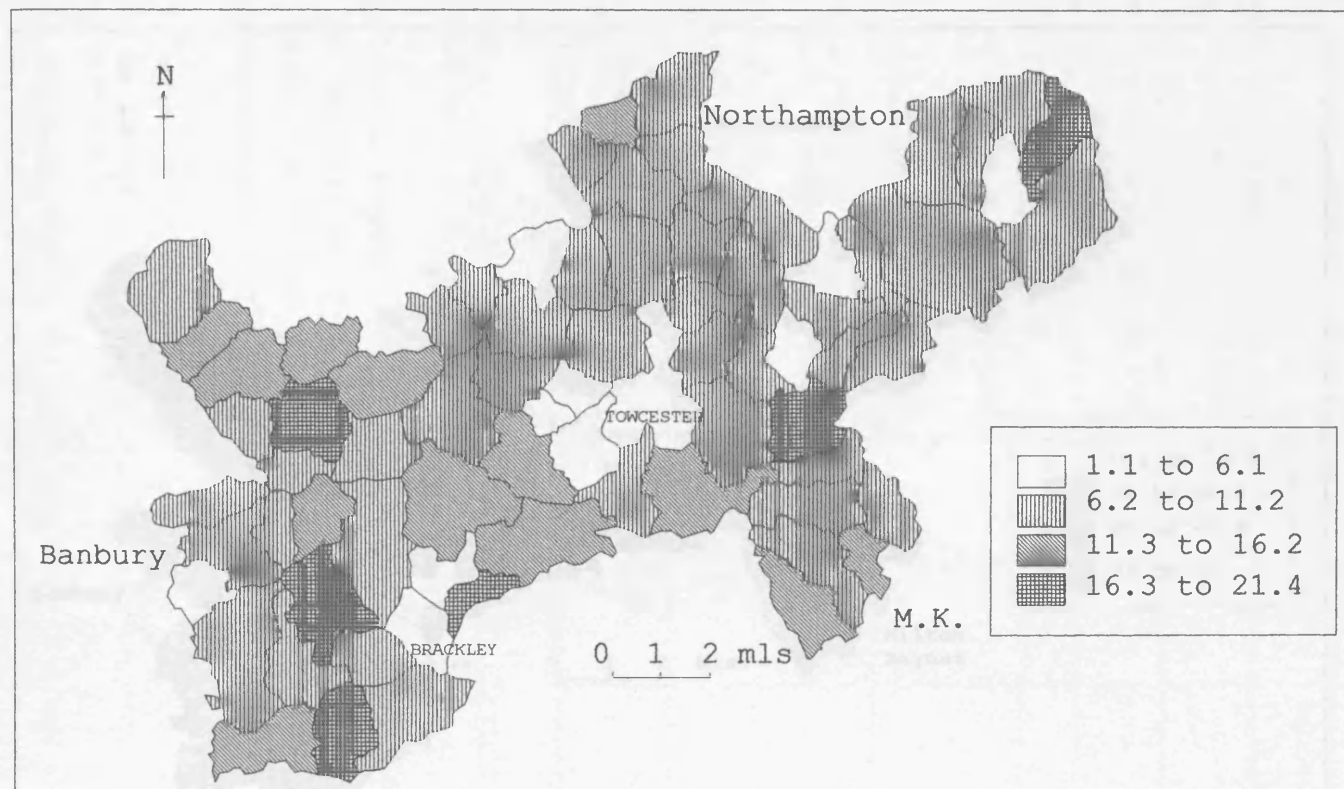 N
Northampton
TOWCESTER
1.1 to 6.1
6.2 to 11.2
11.3 to 16.2
16.3 to 21.4
Banbury
M.K.
BRACKLEY
0 1 2 mls